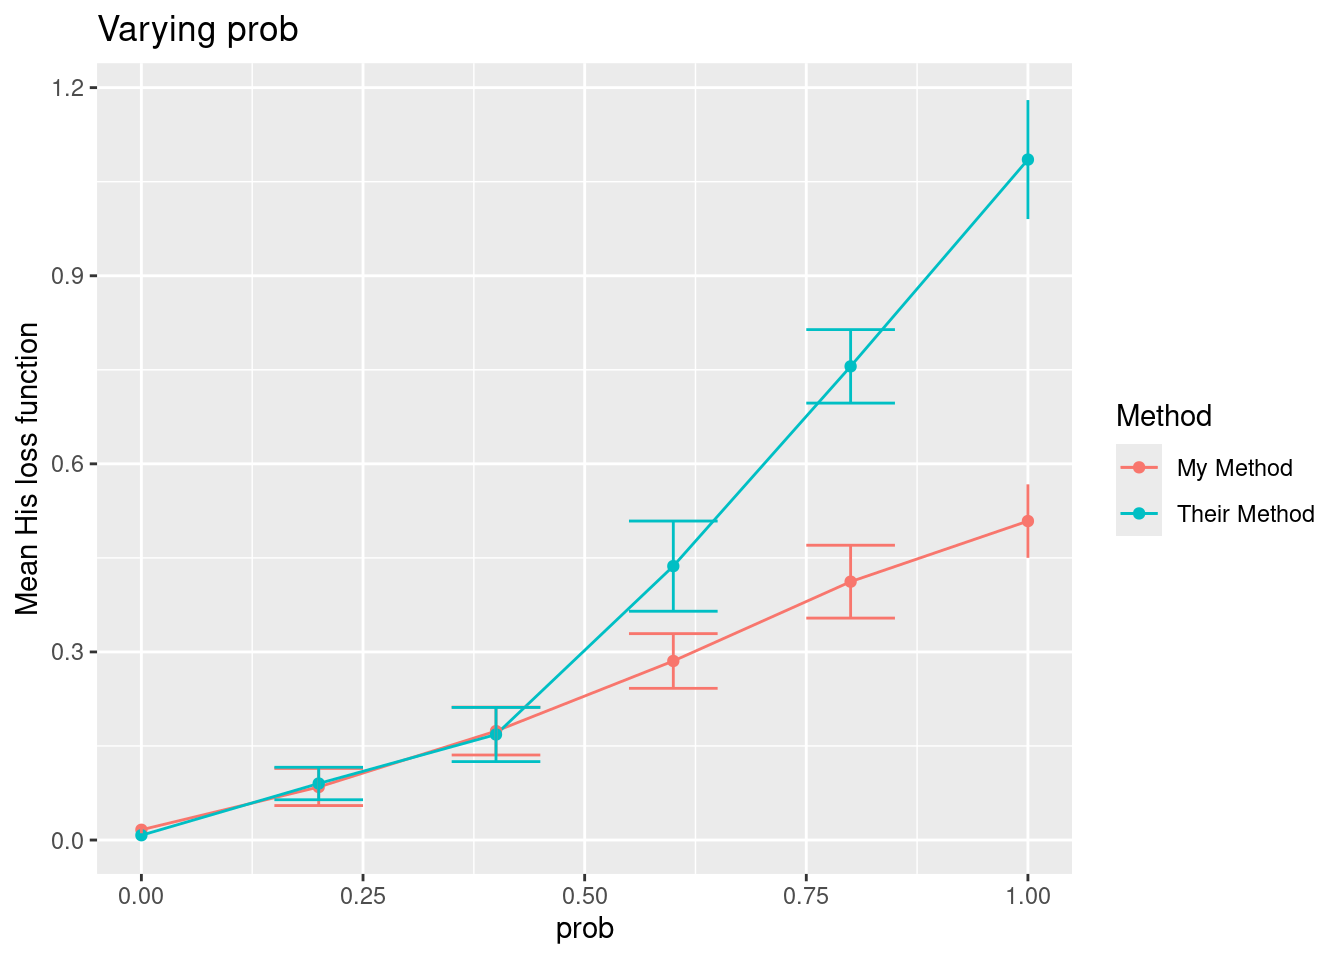 Varying prob
1.2
0.9
0.6
0.3
0.0
Mean His loss function
0.00 0.25 0.50 0.75 1.00
prob
Method
My Method
Their Method